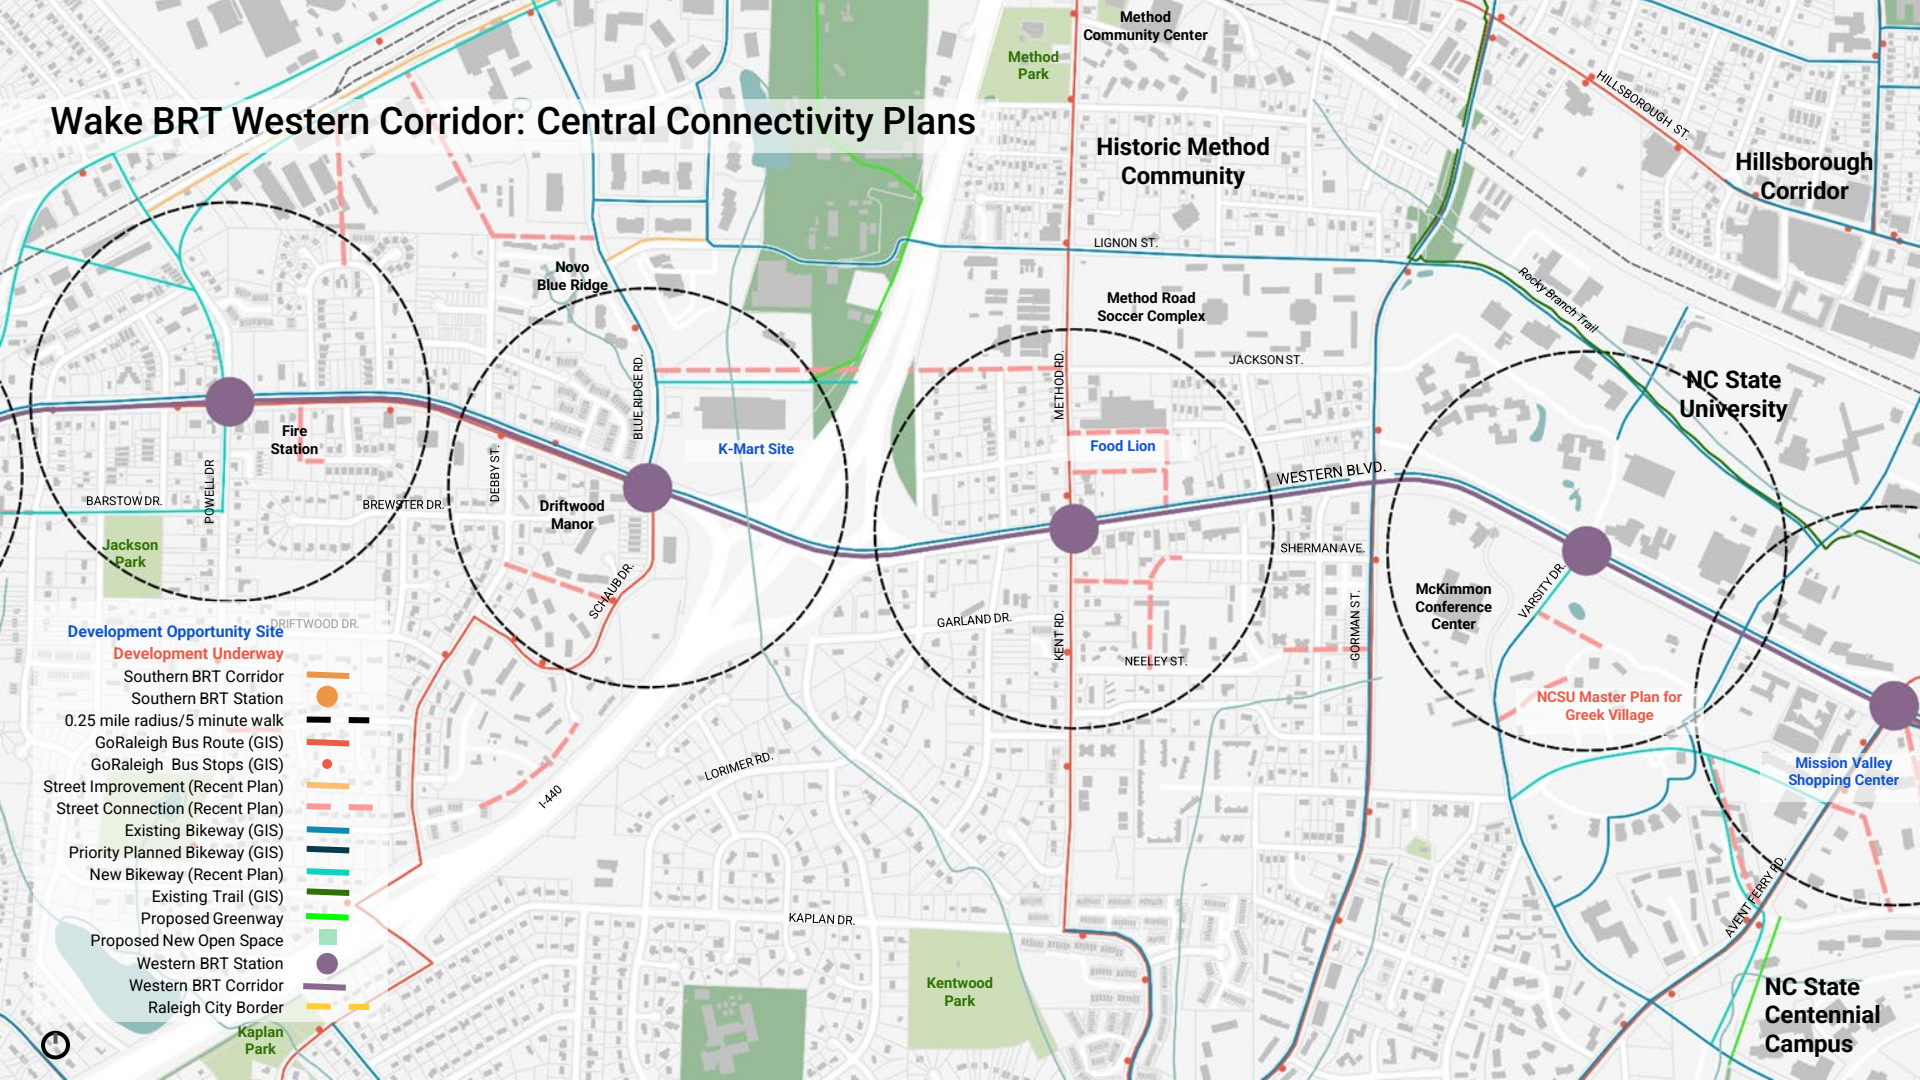 Method
Community Center
Method
Park
HILLSBOROUGH ST.
Wake BRT Western Corridor: Central Connectivity Plans
Historic Method
Community
Hillsborough
Corridor
LIGNON ST.
Novo
Blue Ridge
Rocky Branch Trail
Method Road
Soccer Complex
JACKSON ST.
METHOD RD.
BLUE RIDGE RD.
NC State
University
Fire
Station
K-Mart Site
Food Lion
WESTERN BLVD.
DEBBY ST.
POWELL DR
BARSTOW DR.
BREWSTER DR.
Driftwood
Manor
Jackson
Park
SHERMAN AVE.
SCHAUB DR.
VARSITY DR.
McKimmon
Conference
Center
GARLAND DR.
KENT RD.
GORMAN ST.
NEELEY ST.
DRIFTWOOD DR.
NCSU Master Plan for
Greek Village
Mission Valley
Shopping Center
LORIMER RD.
I-440
AVENT FERRY RD.
KAPLAN DR.
Kentwood
Park
NC State
Centennial
Campus
Kaplan
Park
Development Opportunity Site
Development Underway
Southern BRT Corridor
Southern BRT Station
0.25 mile radius/5 minute walk
GoRaleigh Bus Route (GIS)
GoRaleigh Bus Stops (GIS)
Street Improvement (Recent Plan)
Street Connection (Recent Plan)
Existing Bikeway (GIS)
Priority Planned Bikeway (GIS)
New Bikeway (Recent Plan)
Existing Trail (GIS)
Proposed Greenway
Proposed New Open Space
Western BRT Station
Western BRT Corridor
Raleigh City Border